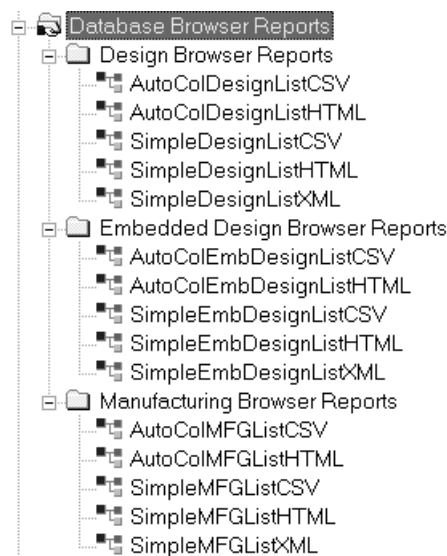 Database Browser Reports
Design Browser Reports
AutoColDesignListCSV
AutoColDesignListHTML
SimpleDesignListCSV
SimpleDesignListHTML
SimpleDesignListXML
Embedded Design Browser Reports
AutoColEmbDesignListCSV
AutoColEmbDesignListHTML
SimpleEmbDesignListCSV
SimpleEmbDesignListHTML
SimpleEmbDesignListXML
Manufacturing Browser Reports
AutoColMFGListCSV
AutoColMFGListHTML
SimpleMFGListCSV
SimpleMFGListHTML
SimpleMFGListXML